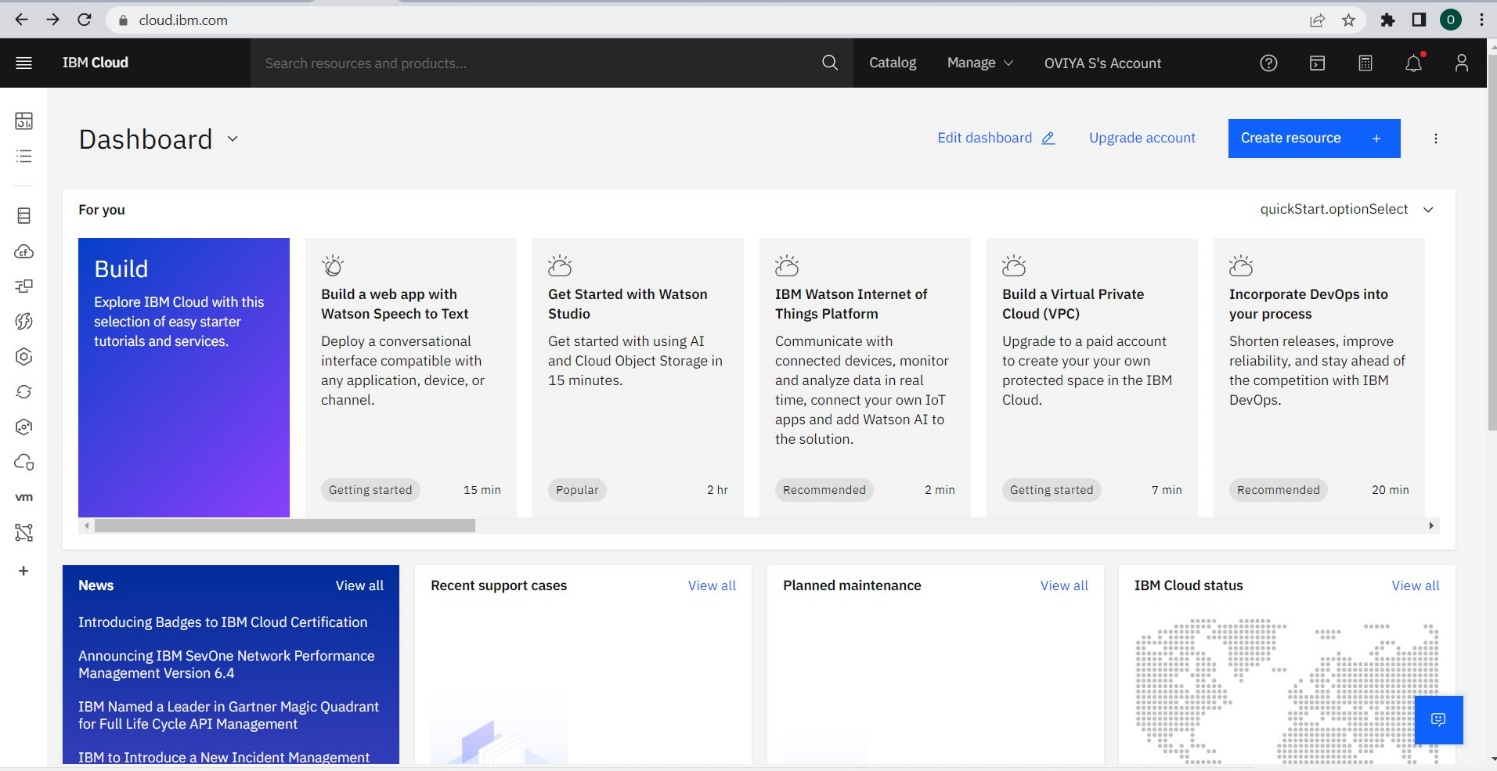 cloud.ibm.com
O
IBM Cloud
Search resources and products...
Catalog
Manage
OVIYA S's Account
Dashboard
Edit dashboard
Upgrade account
Create resource +
For you
quickStart.optionSelect
Build
Explore IBM Cloud with this
selection of easy starter
tutorials and services.
Build a web app with
Watson Speech to Text
Deploy a conversational
interface compatible with
any application, device, or
channel.
Getting started
15 min
Get Started with Watson
Studio
Get started with using AI
and Cloud Object Storage in
15 minutes.
Popular
2 hr
IBM Watson Internet of
Things Platform
Communicate with
connected devices, monitor
and analyze data in real
time, connect your own IoT
apps and add Watson AI to
the solution.
Recommended
2 min
Build a Virtual Private
Cloud (VPC)
Upgrade to a paid account
to create your your own
protected space in the IBM
Cloud.
Getting started
7 min
Incorporate DevOps into
your process
Shorten releases, improve
reliability, and stay ahead of
the competition with IBM
DevOps.
Recommended
20 min
cf
vm
News
View all
Introducing Badges to IBM Cloud Certification
Announcing IBM SevOne Network Performance
Management Version 6.4
IBM Named a Leader in Gartner Magic Quadrant
for Full Life Cycle API Management
IBM to Introduce a New Incident Management
Recent support cases
View all
Planned maintenance
View all
IBM Cloud status
View all